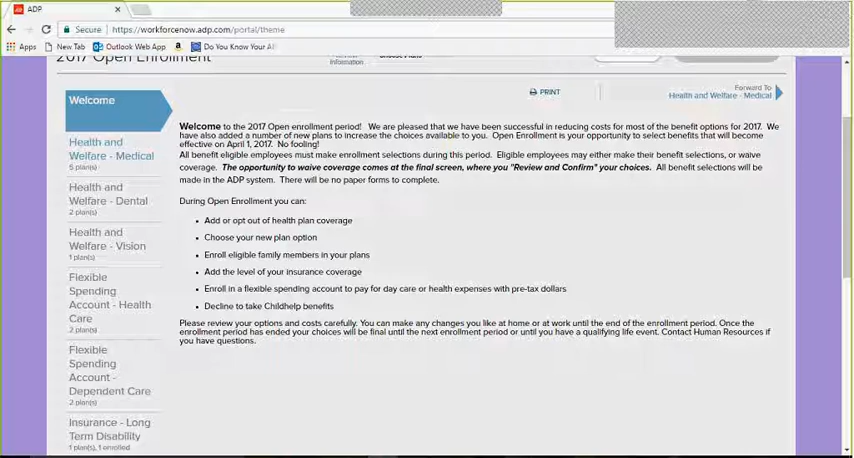 ADP
Secure
https://workforcenow.adp.com/portal/theme
Apps
New Tab
Outlook Web App
Do You Know Your
2017 Open Enrollment
Information
PRINT
Forward To
Health and Welfare - Medical
Welcome
Health and
Welfare - Medical
5 plan(s)
Health and
Welfare - Dental
2 plan(s)
Health and
Welfare - Vision
1 plan(s)
Flexible
Spending
Account - Health
Care
2 plan(s)
Flexible
Spending
Account -
Dependent Care
2 plan(s)
Insurance - Long
Term Disability
1 plan(s), 1 enrolled
Welcome to the 2017 Open enrollment period! We are pleased that we have been successful in reducing costs for most of the benefit options for 2017. We
have also added a number of new plans to increase the choices available to you. Open Enrollment is your opportunity to select benefits that will become
effective on April 1, 2017. No fooling!
All benefit eligible employees must make enrollment selections during this period. Eligible employees may either make their benefit selections, or waive
coverage. The opportunity to waive coverage comes at the final screen, where you "Review and Confirm" your choices. All benefit selections will be
made in the ADP system. There will be no paper forms to complete.
During Open Enrollment you can:
• Add or opt out of health plan coverage
• Choose your new plan option
• Enroll eligible family members in your plans
• Add the level of your insurance coverage
• Enroll in a flexible spending account to pay for day care or health expenses with pre-tax dollars
• Decline to take Childhelp benefits
Please review your options and costs carefully. You can make any changes you like at home or at work until the end of the enrollment period. Once the
enrollment period has ended your choices will be final until the next enrollment period or until you have a qualifying life event. Contact Human Resources if
you have questions.